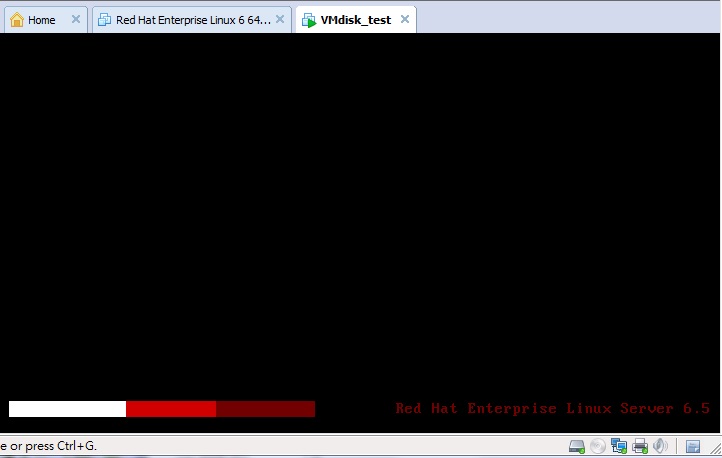 Home
Red Hat Enterprise Linux 6 64...
VMdisk_test
Red Hat Enterprise Linux Server 6.5
e or press Ctrl+G.